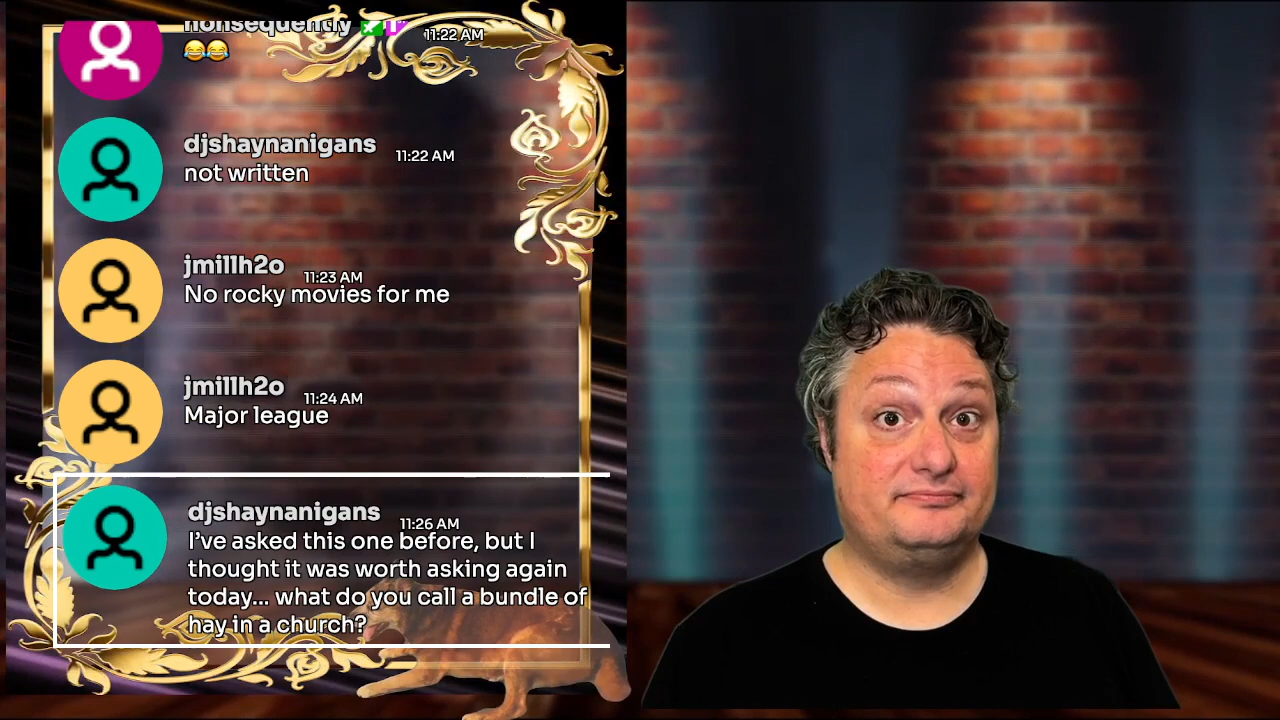 nonsequently 11:22 AM
😂😂
djshaynanigans 11:22 AM
not written
jmillh2o 11:23 AM
No rocky movies for me
jmillh2o 11:24 AM
Major league
djshaynanigans 11:26 AM
I've asked this one before, but I
thought it was worth asking again
today... what do you call a bundle of
hay in a church?